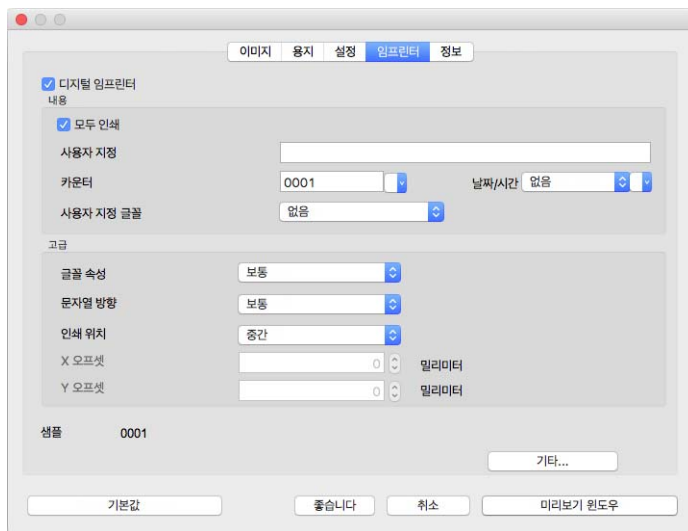 이미지 용지 설정 임프린터 정보
디지털 임프린터
내용
모두 인쇄
사용자 지정
카운터 0001 날짜/시간 없음
사용자 지정 글꼴 없음
고급
글꼴 속성 보통
문자열 방향 보통
인쇄 위치 중간
X 오프셋 0 밀리미터
Y 오프셋 0 밀리미터
샘플 0001
기타...
기본값 좋습니다 취소 미리보기 윈도우